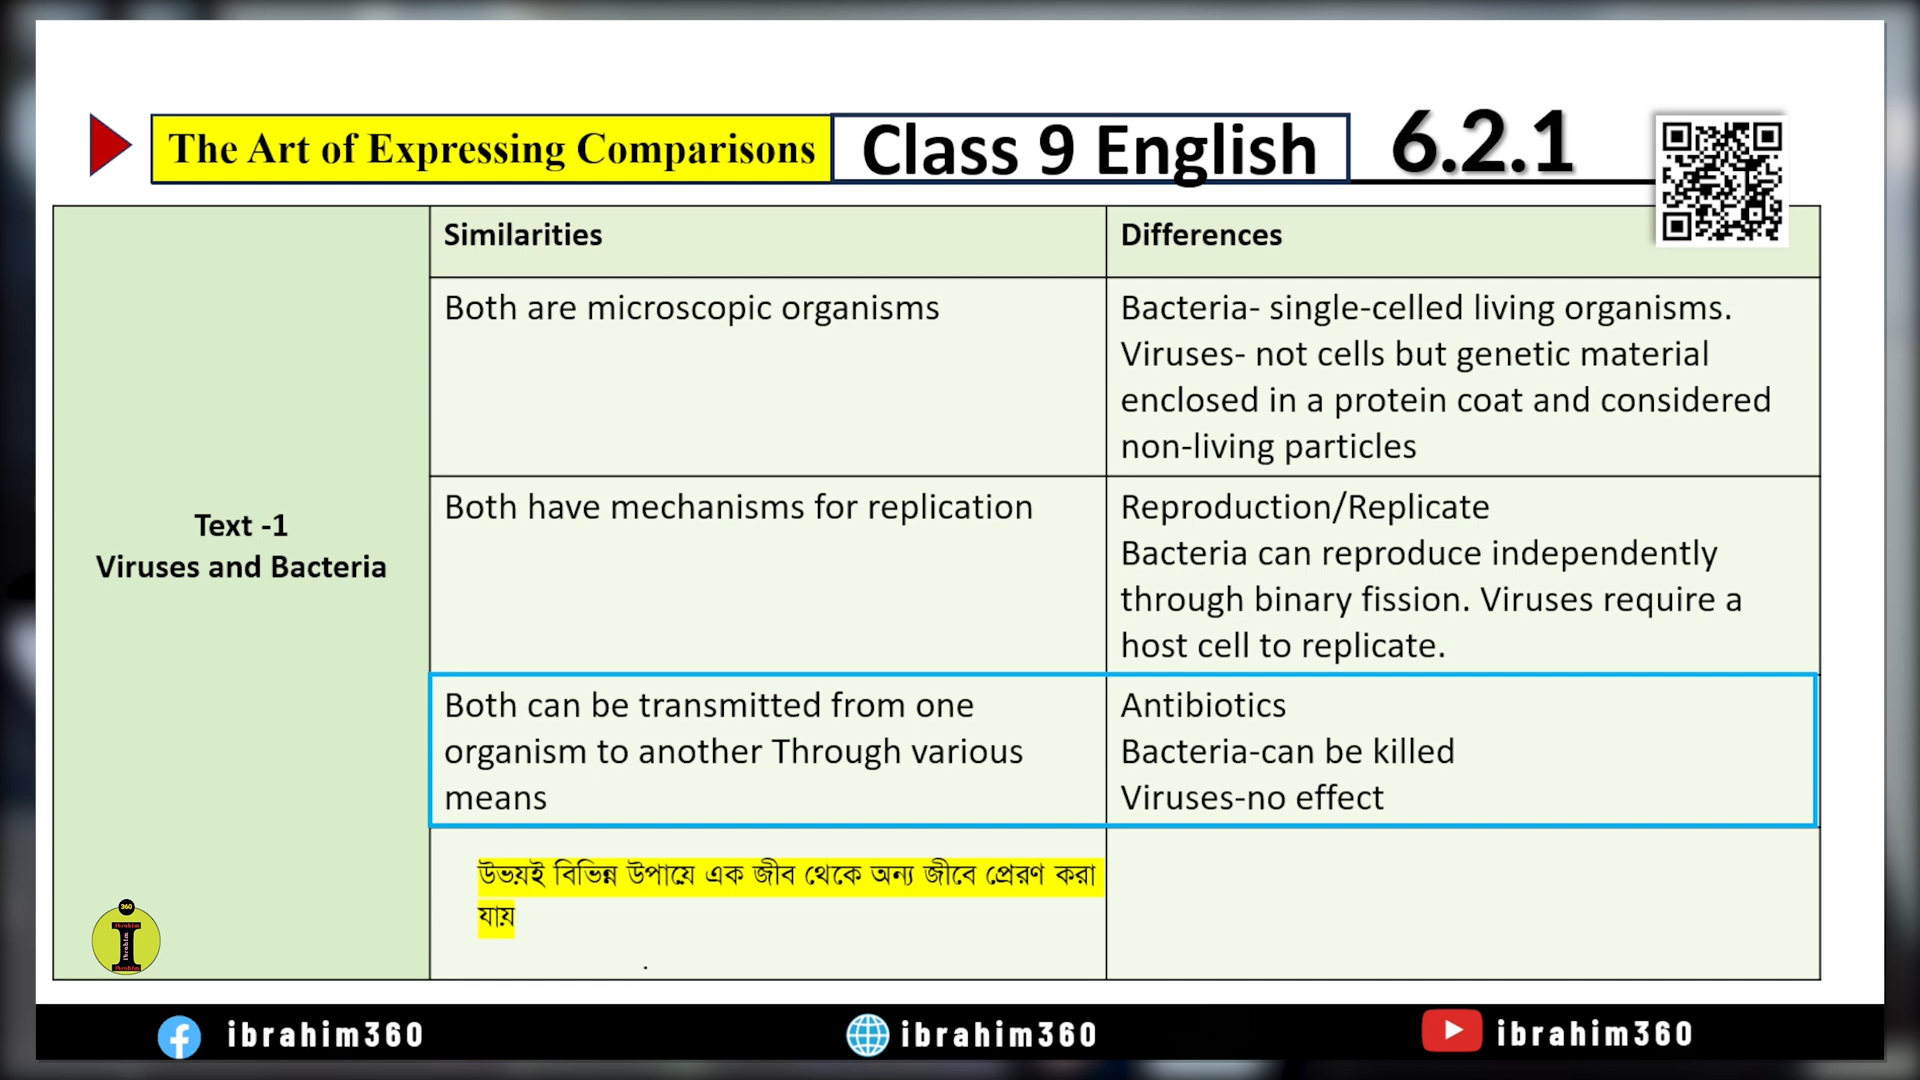 The Art of Expressing Comparisons
Class 9 English
6.2.1
Similarities
Differences
Text -1
Viruses and Bacteria
Both are microscopic organisms
Bacteria- single-celled living organisms.
Viruses- not cells but genetic material
enclosed in a protein coat and considered
non-living particles
Both have mechanisms for replication
Reproduction/Replicate
Bacteria can reproduce independently
through binary fission. Viruses require a
host cell to replicate.
Both can be transmitted from one
organism to another Through various
means
Antibiotics
Bacteria-can be killed
Viruses-no effect
উভয়ই বিভিন্ন উপায়ে এক জীব থেকে অন্য জীবে প্রেরণ করা
যায়
360
Ibrahim
Ibrahim
Ibrahim
ibrahim360
ibrahim360
ibrahim360